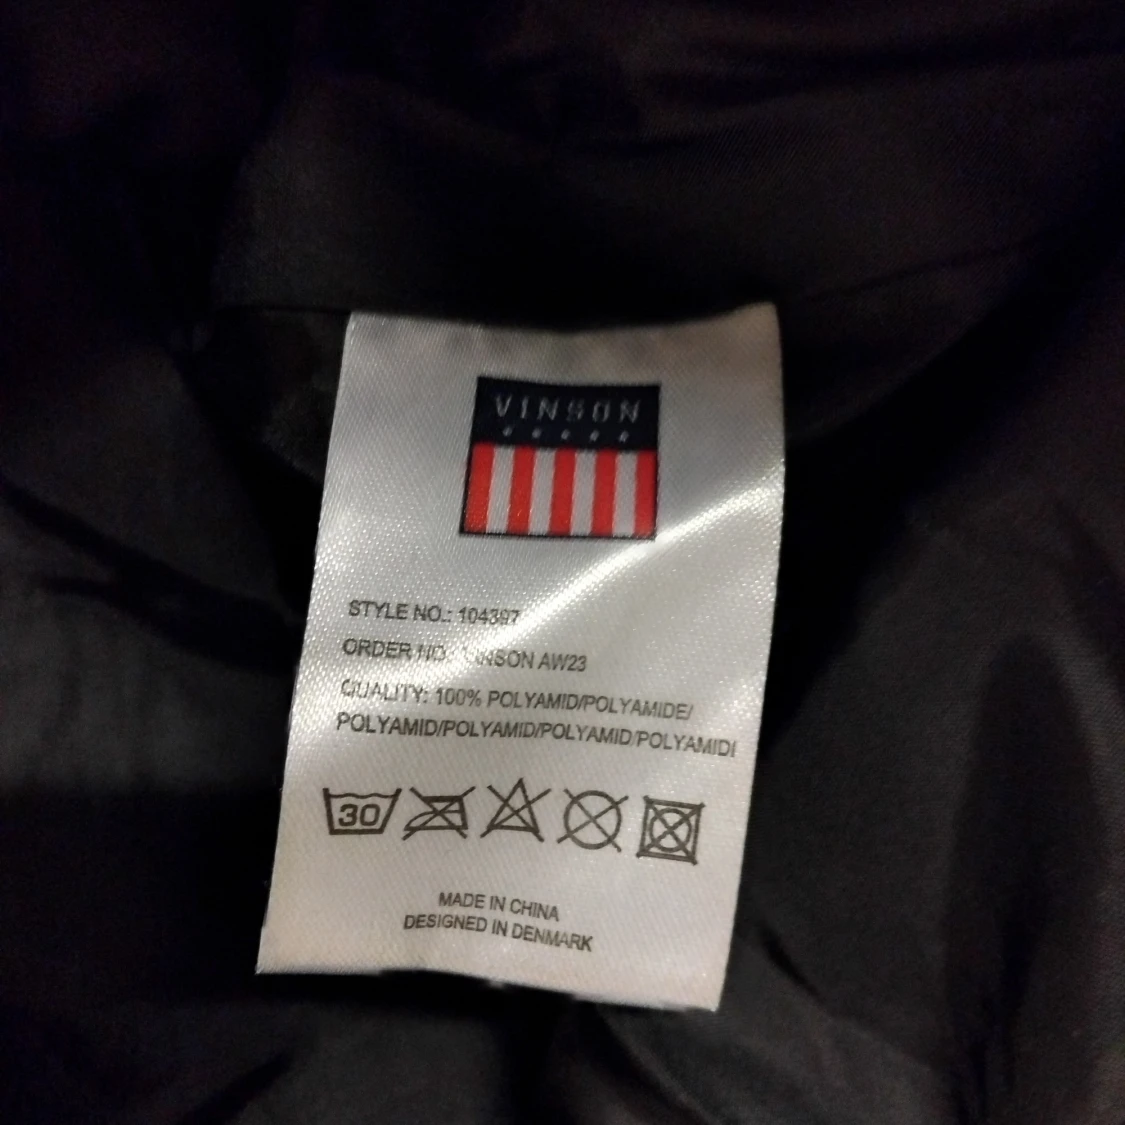 VINSON
STYLE NO.: 104397
ORDER NO.: VINSON AW23
QUALITY: 100% POLYAMID/POLYAMIDE/
POLYAMID/POLYAMID/POLYAMID/POLYAMIDI
30
MADE IN CHINA
DESIGNED IN DENMARK